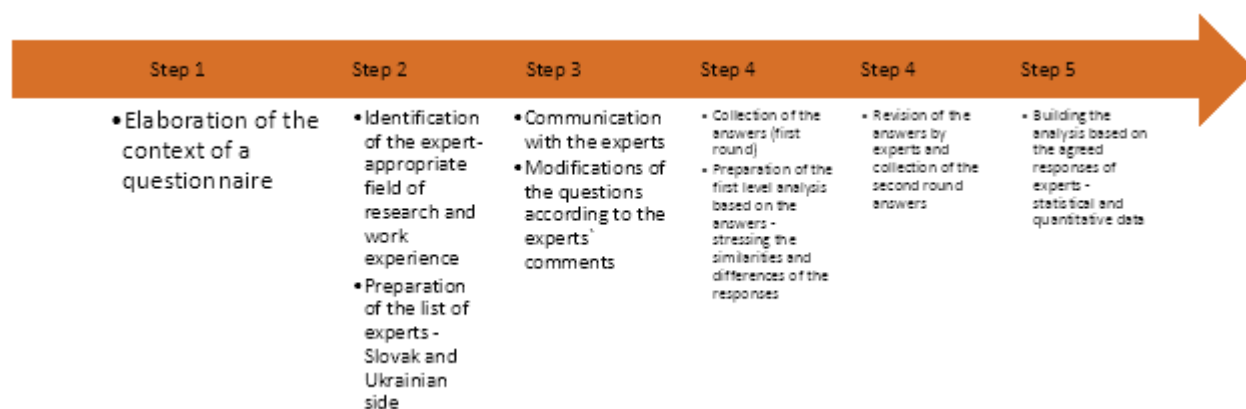 Step 1
•Elaboration of the
context of a
question naire
Step 2
•Identification
of the expert-
appropriate
field of
research and
work
experience
•Preparation
of the list of
experts -
Slovak and
Ukrainian
side
Step 3
•Communication
with the experts
•Modifications of
the questions
according to the
experts`
comments
Step 4
• Collection of the
answers (first
round)
• Preparation of the
first level analysis
based on the
answers -
stressing the
similarities and
differences of the
responses
Step 4
• Revision of the
answers by
experts and
collection of the
second round
answers
Step 5
• Building the
analysis based on
the agreed
responses of
experts -
statistical and
quantitative data